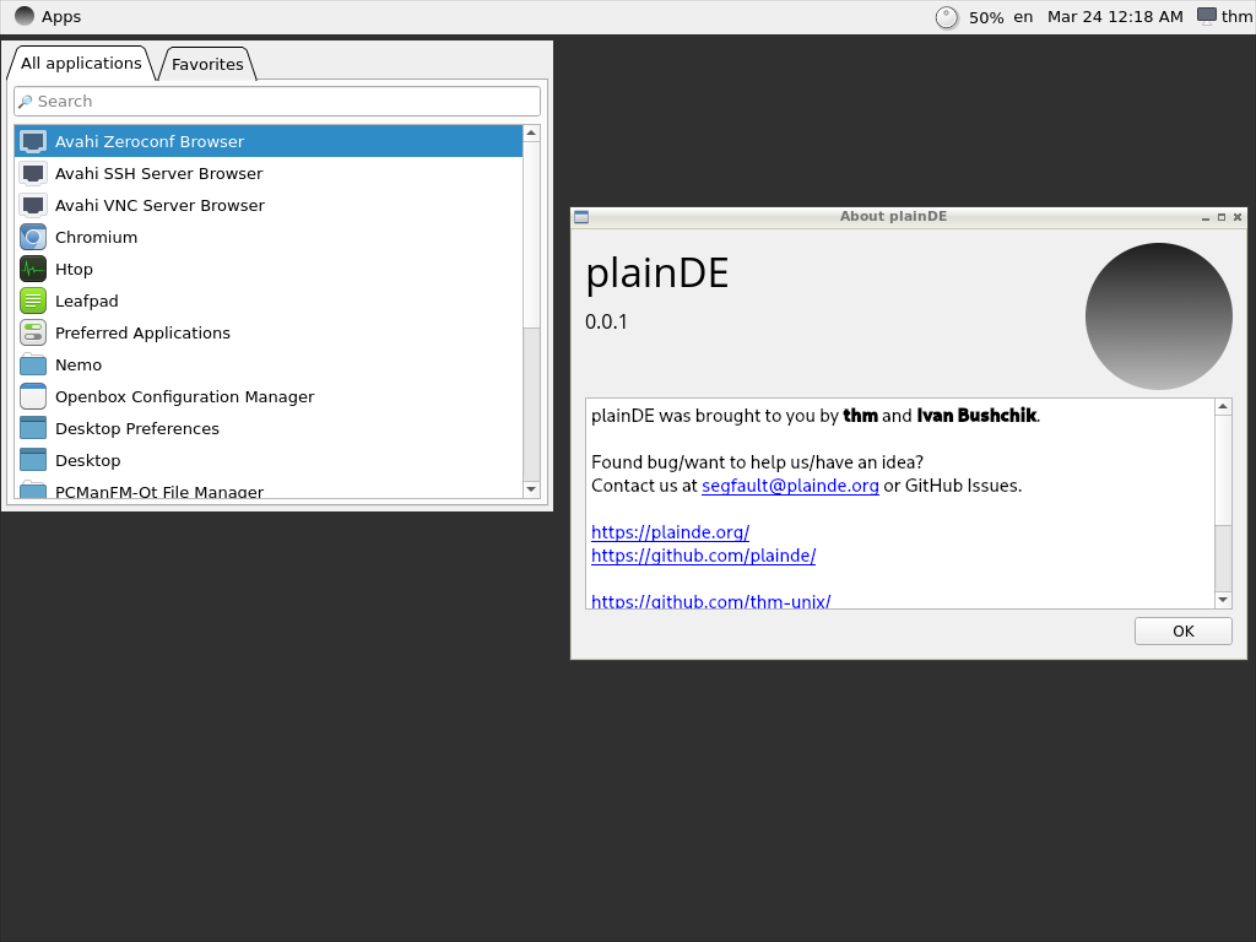 Apps
50% en Mar 24 12:18 AM thm
All applications Favorites
Search
Avahi Zeroconf Browser
Avahi SSH Server Browser
Avahi VNC Server Browser
Chromium
Htop
Leafpad
Preferred Applications
Nemo
Openbox Configuration Manager
Desktop Preferences
Desktop
PCManFM-Qt File Manager
About plainDE
plainDE
0.0.1
plainDE was brought to you by thm and Ivan Bushchik.
Found bug/want to help us/have an idea?
Contact us at segfault@plainde.org or GitHub Issues.
https://plainde.org/
https://github.com/plainde/
https://github.com/thm-unix/
OK